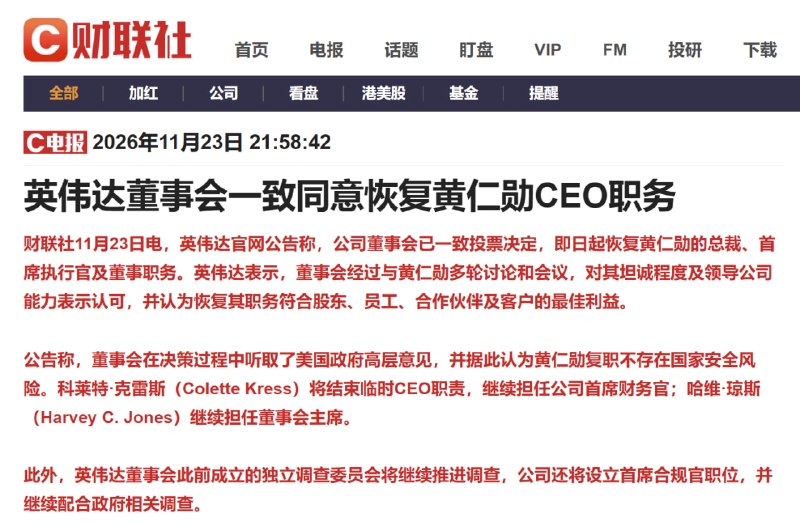 C 财联社
首页 电报 话题 盯盘 VIP FM 投研 下载
全部 加红 公司 看盘 港美股 基金 提醒
C电报 2026年11月23日 21:58:42
英伟达董事会一致同意恢复黄仁勋CEO职务
财联社11月23日电，英伟达官网公告称，公司董事会已一致投票决定，即日起恢复黄仁勋的总裁、首
席执行官及董事职务。英伟达表示，董事会经过与黄仁勋多轮讨论和会议，对其坦诚程度及领导公司
能力表示认可，并认为恢复其职务符合股东、员工、合作伙伴及客户的最佳利益。
公告称，董事会在决策过程中听取了美国政府高层意见，并据此认为黄仁勋复职不存在国家安全风
险。科莱特·克雷斯（Colette Kress）将结束临时CEO职责，继续担任公司首席财务官；哈维·琼斯
（Harvey C. Jones）继续担任董事会主席。
此外，英伟达董事会此前成立的独立调查委员会将继续推进调查，公司还将设立首席合规官职位，并
继续配合政府相关调查。